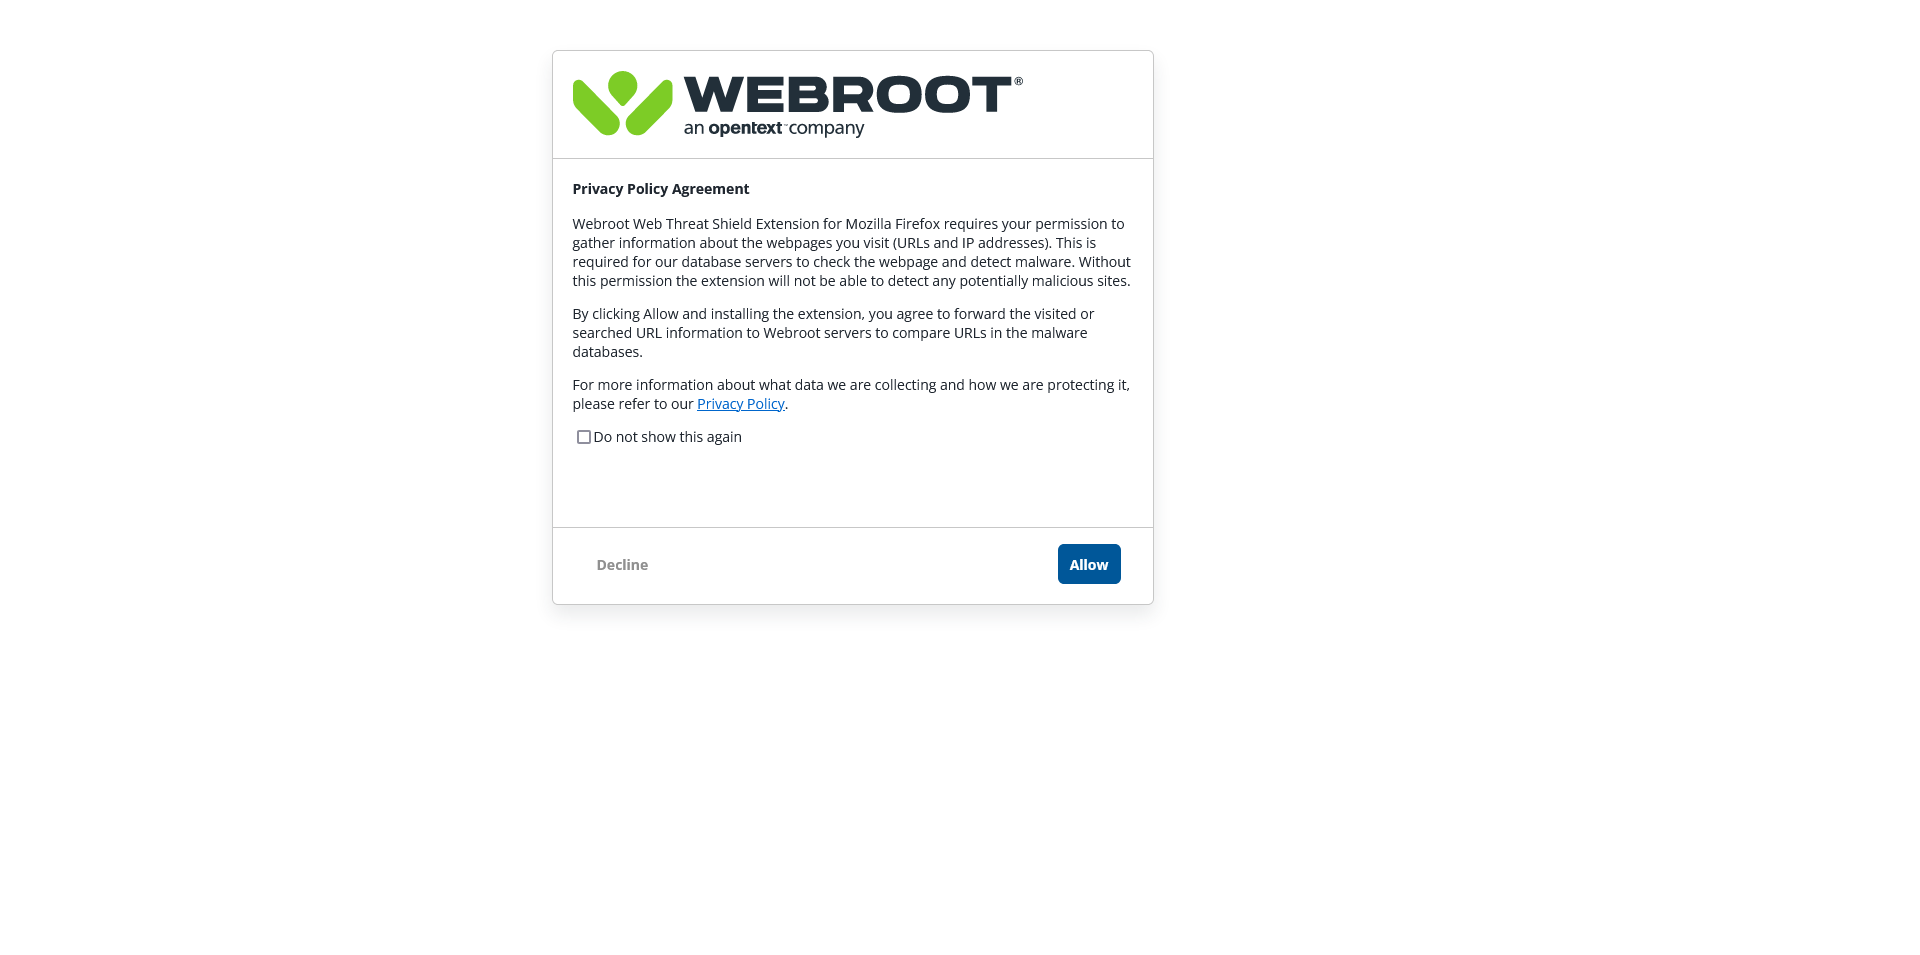 WEBROOT®
an opentext™ company
Privacy Policy Agreement
Webroot Web Threat Shield Extension for Mozilla Firefox requires your permission to
gather information about the webpages you visit (URLs and IP addresses). This is
required for our database servers to check the webpage and detect malware. Without
this permission the extension will not be able to detect any potentially malicious sites.
By clicking Allow and installing the extension, you agree to forward the visited or
searched URL information to Webroot servers to compare URLs in the malware
databases.
For more information about what data we are collecting and how we are protecting it,
please refer to our Privacy Policy.
Do not show this again
Decline
Allow